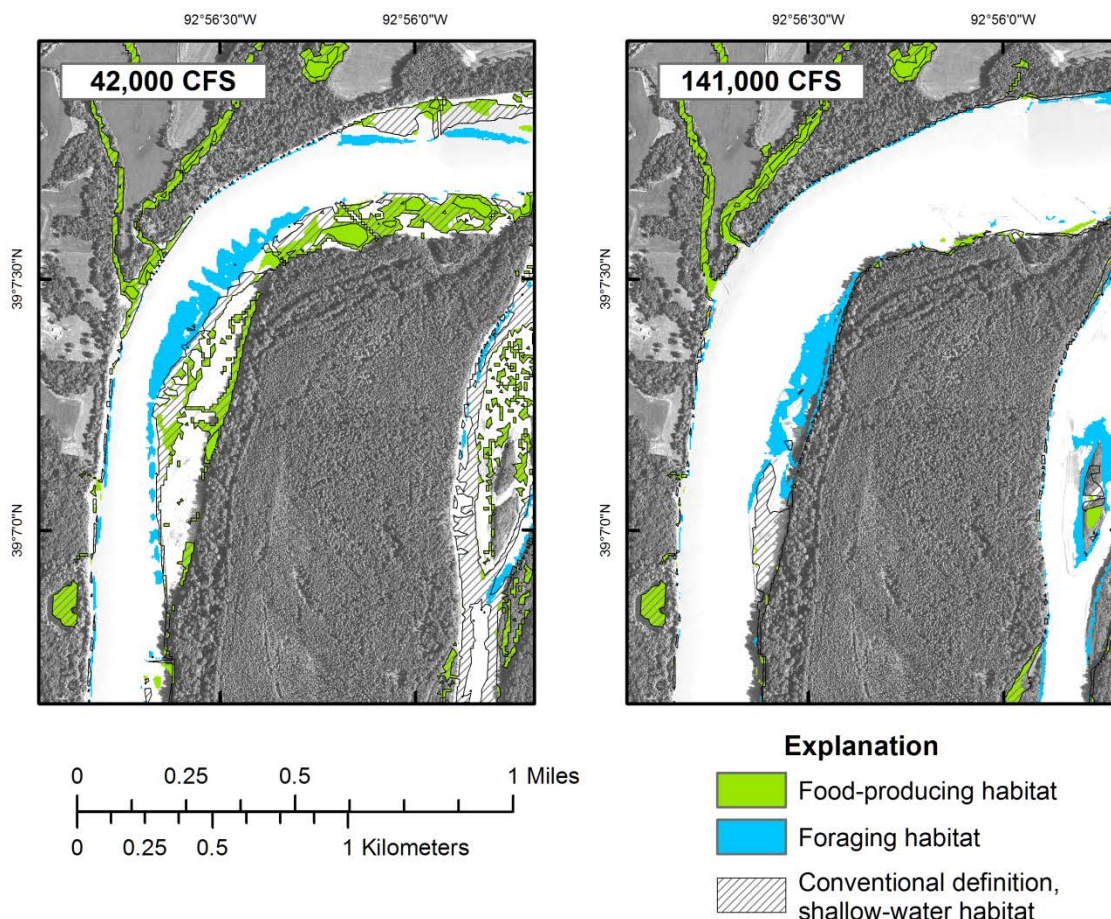 92°56'30"W 92°56'0"W
92°56'30"W 92°56'0"W
42,000 CFS
141,000 CFS
39°7'30"N
39°7'30"N
39°7'0"N
39°7'0"N
0 0.25 0.5 1 Miles
0 0.25 0.5 1 Kilometers
Explanation
Food-producing habitat
Foraging habitat
Conventional definition,
shallow-water habitat